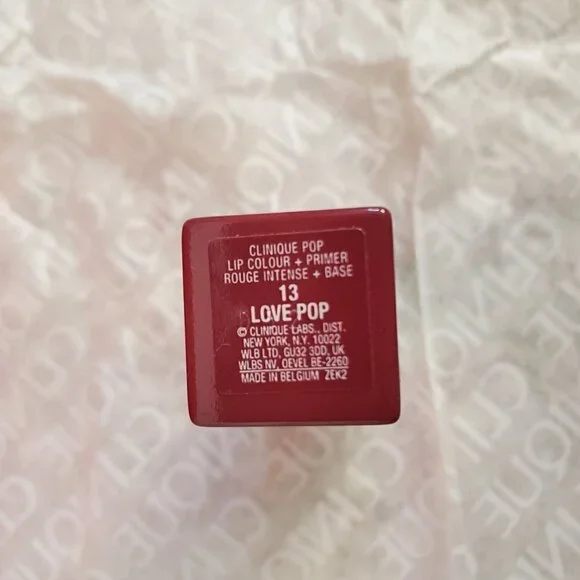 CLINIQUE POP
LIP COLOUR + PRIMER
ROUGE INTENSE + BASE
13
LOVE POP
© CLINIQUE LABS., DIST.
NEW YORK, N.Y. 10022
WLB LTD, GU32 3DD, UK
WLBS NV, OEVEL BE-2260
MADE IN BELGIUM ZEK2